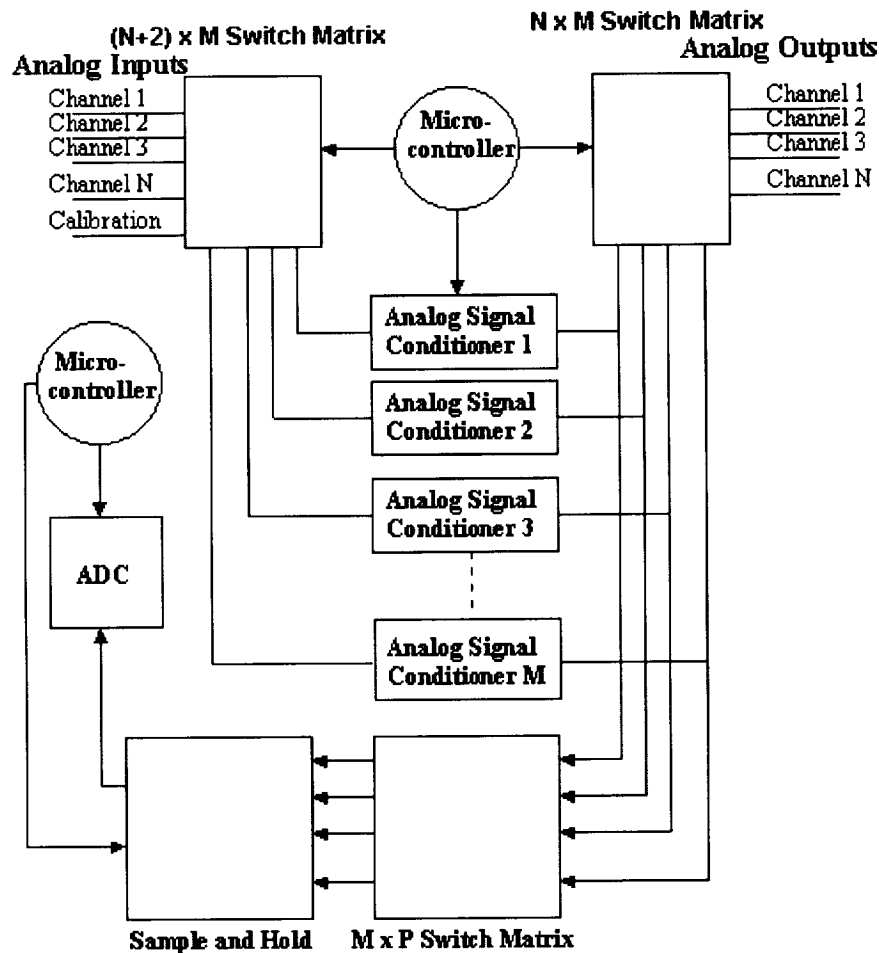 (N+2) x M Switch Matrix
N x M Switch Matrix
Analog Inputs
Analog Outputs
Channel 1
Channel 2
Channel 3
Channel N
Calibration
Micro-
controller
Channel 1
Channel 2
Channel 3
Channel N
Analog Signal
Conditioner 1
Micro-
controller
Analog Signal
Conditioner 2
Analog Signal
Conditioner 3
ADC
Analog Signal
Conditioner M
Sample and Hold
M x P Switch Matrix